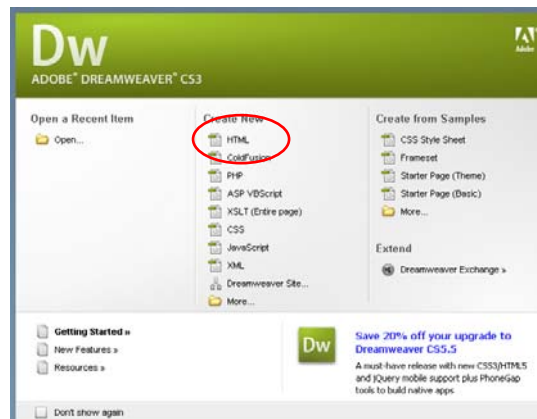 Dw
Adobe
ADOBE® DREAMWEAVER® CS3
Open a Recent Item
Open...
Create New
HTML
ColdFusion
PHP
ASP VBScript
XSLT (Entire page)
CSS
JavaScript
XML
Dreamweaver Site...
More...
Create from Samples
CSS Style Sheet
Frameset
Starter Page (Theme)
Starter Page (Basic)
More...
Extend
Dreamweaver Exchange »
Getting Started »
New Features »
Resources »
Dw
Save 20% off your upgrade to
Dreamweaver CS5.5
A must-have release with new CSS3/HTML5
and jQuery mobile support plus PhoneGap
tools to build native apps
Don't show again